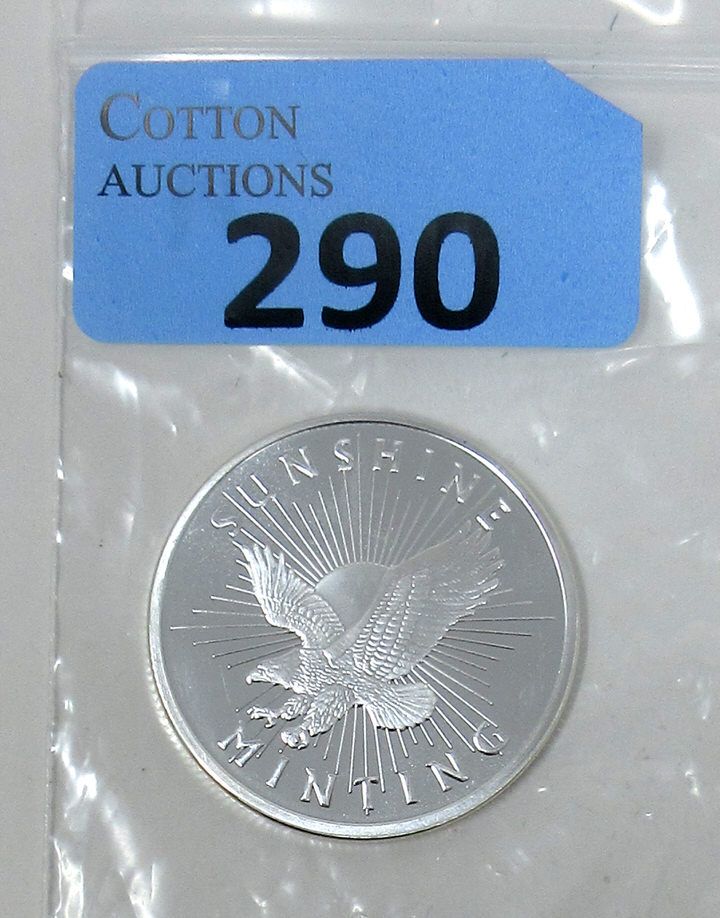 COTTON
AUCTIONS
290
SUNSHINE
MINTING